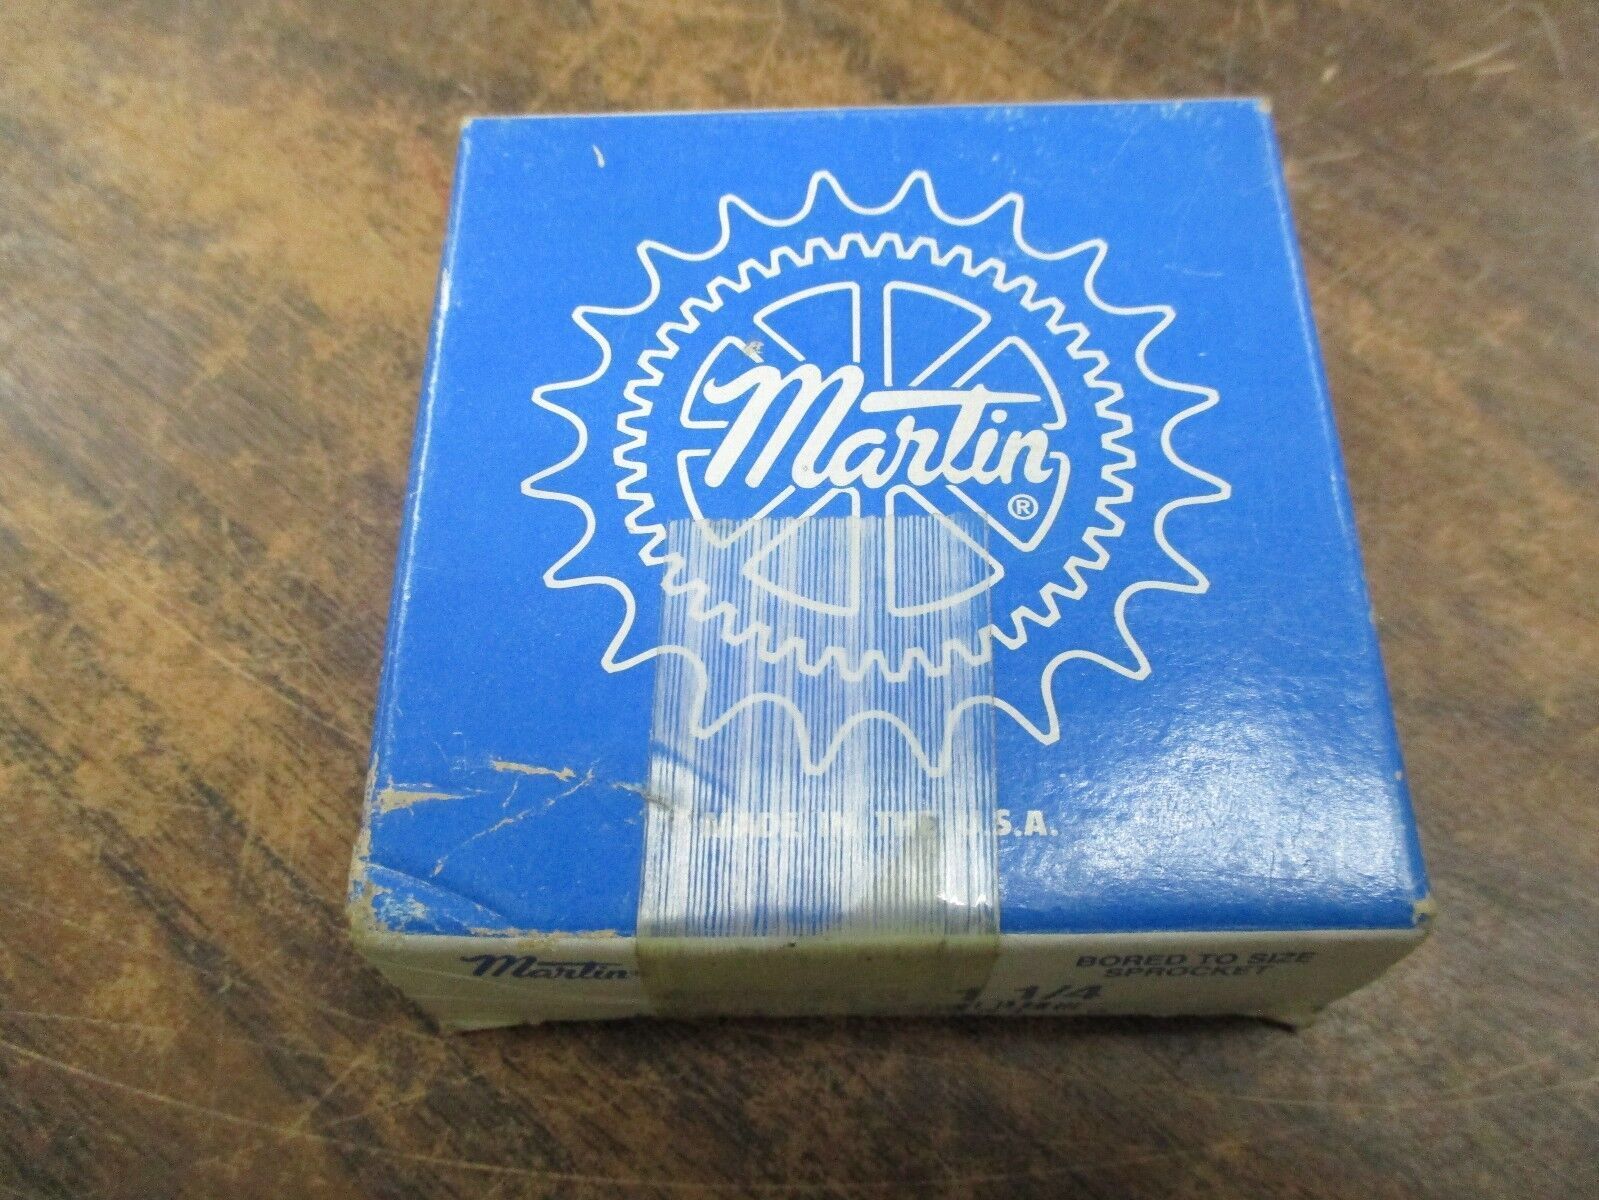 Martin
®
MADE IN THE U.S.A.
Martin
BORED TO SIZE
SPROCKET
1 1/4